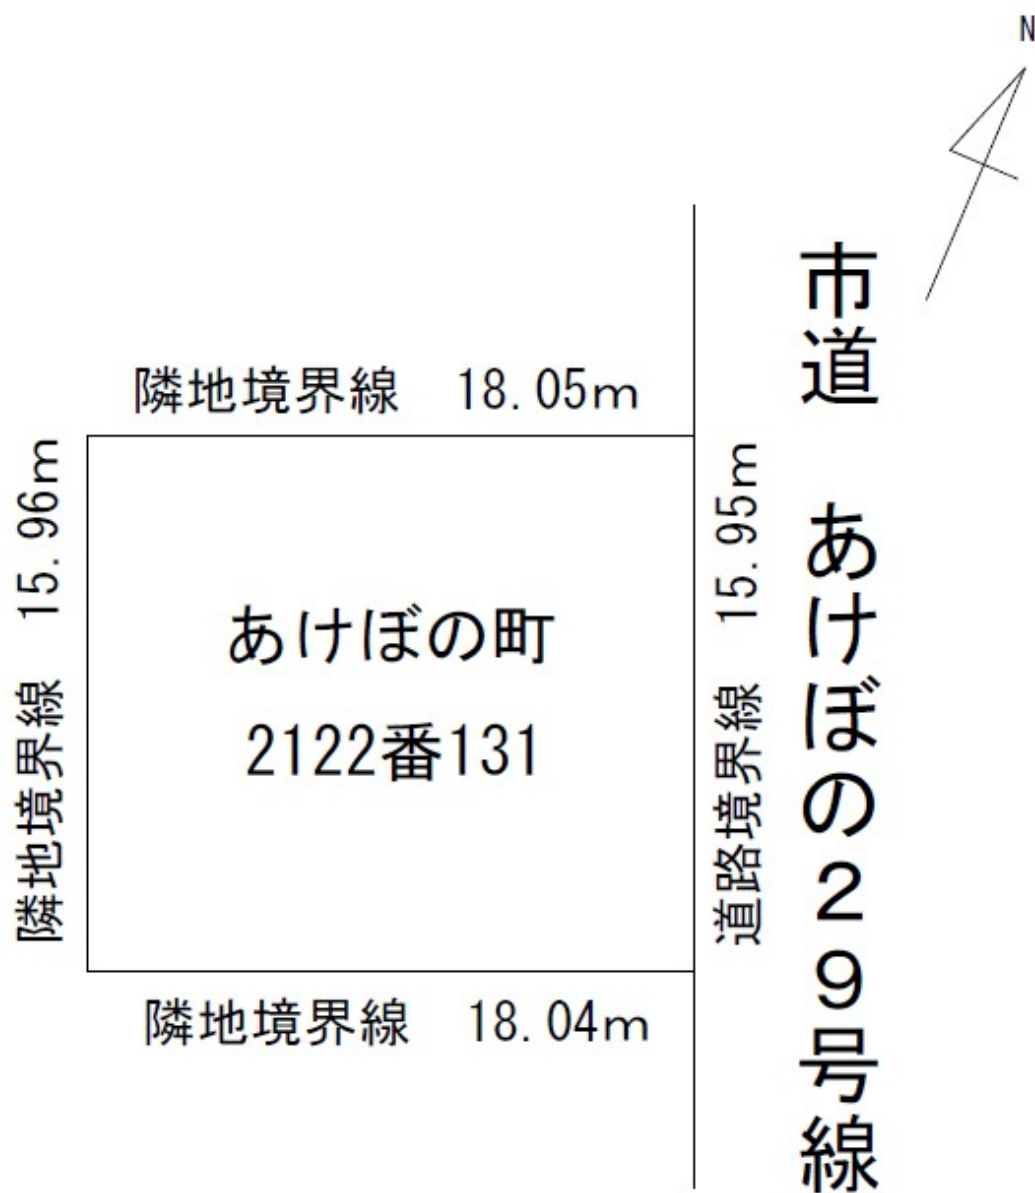 N
市道 あけぼの29号線
隣地境界線 18.05m
隣地境界線 15.96m
あけぼの町
2122番131
道路境界線 15.95m
隣地境界線 18.04m